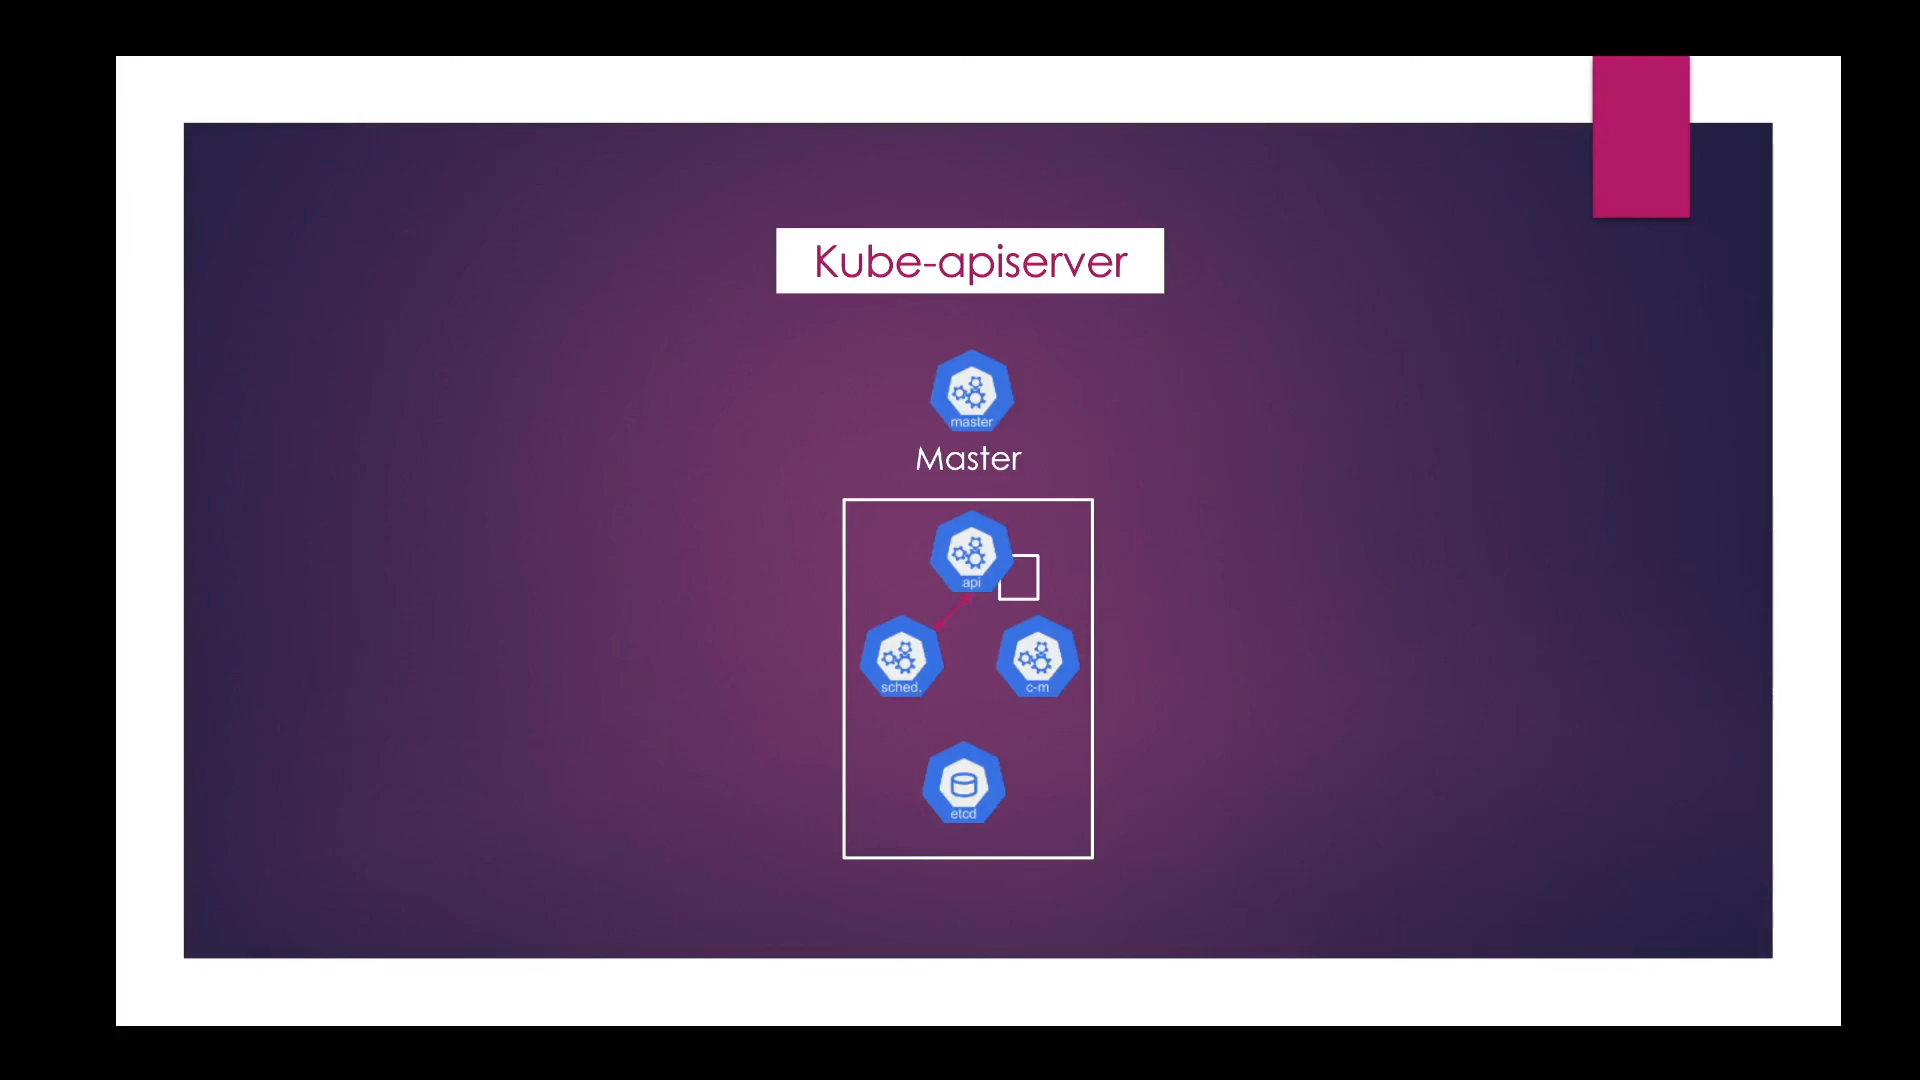 Kube-apiserver
master
Master
api
sched.
c-m
etcd